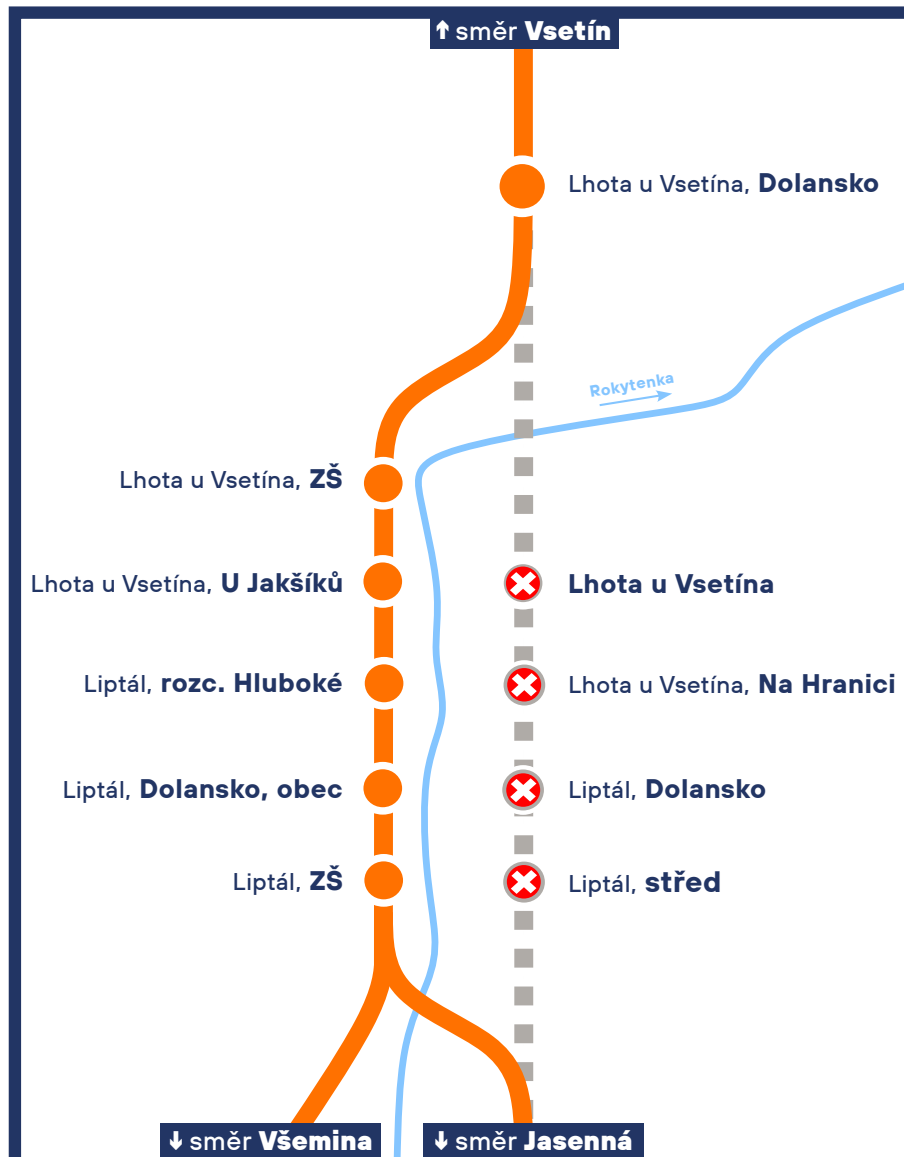 ↑ směr Vsetín
Lhota u Vsetína, Dolansko
Rokytenka
Lhota u Vsetína, ZŠ
Lhota u Vsetína, U Jakšíků
Lhota u Vsetína
Liptál, rozc. Hluboké
Lhota u Vsetína, Na Hranici
Liptál, Dolansko, obec
Liptál, Dolansko
Liptál, ZŠ
Liptál, střed
↓ směr Všemina
↓ směr Jasenná